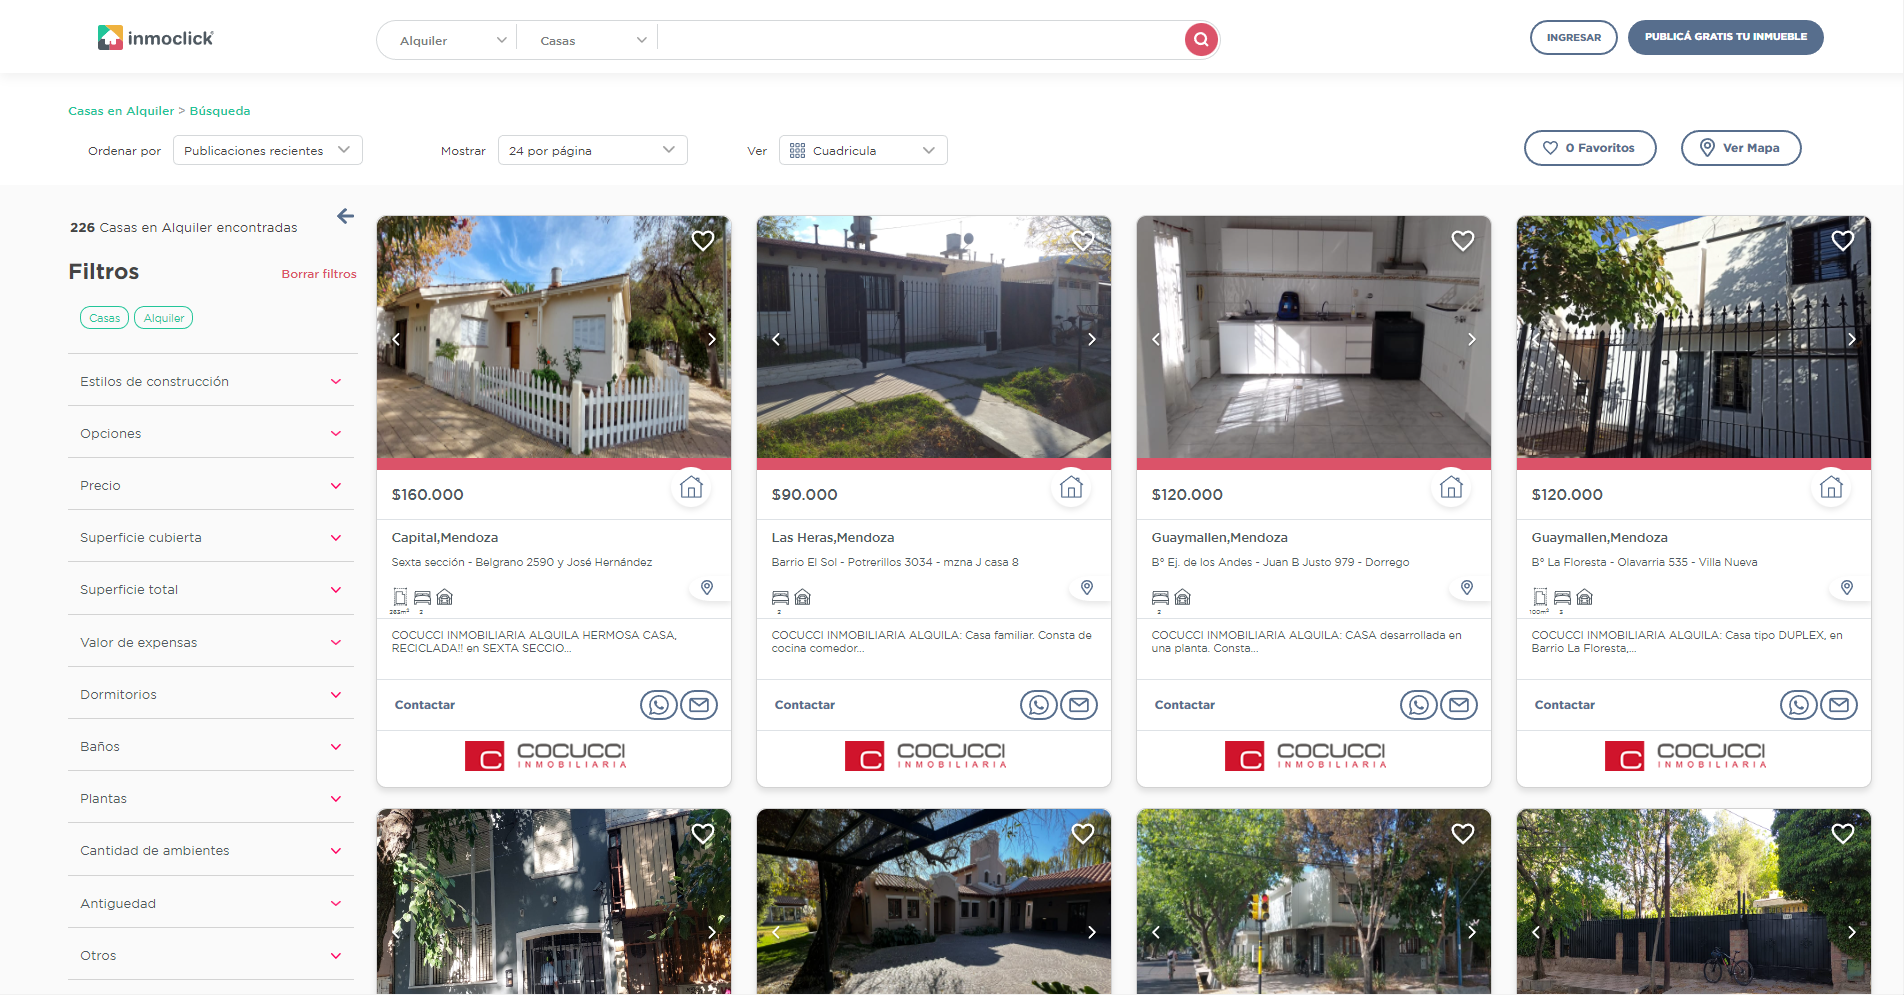 inmoclick
Alquiler
Casas
INGRESAR
PUBLICÁ GRATIS TU INMUEBLE
Casas en Alquiler > Búsqueda
Ordenar por
Publicaciones recientes
Mostrar
24 por página
Ver
Cuadricula
0 Favoritos
Ver Mapa
226 Casas en Alquiler encontradas
Filtros
Borrar filtros
Casas
Alquiler
Estilos de construcción
Opciones
Precio
Superficie cubierta
Superficie total
Valor de expensas
Dormitorios
Baños
Plantas
Cantidad de ambientes
Antiguedad
Otros
$160.000
Capital,Mendoza
Sexta sección - Belgrano 2590 y José Hernández
283m²
COCUCCI INMOBILIARIA ALQUILA HERMOSA CASA,
RECICLADA!! en SEXTA SECCIO...
Contactar
COCUCCI
INMOBILIARIA
$90.000
Las Heras,Mendoza
Barrio El Sol - Potrerillos 3034 - mzna J casa 8
2
COCUCCI INMOBILIARIA ALQUILA: Casa familiar. Consta de
cocina comedor...
Contactar
COCUCCI
INMOBILIARIA
$120.000
Guaymallen,Mendoza
B° Ej. de los Andes - Juan B Justo 979 - Dorrego
2
COCUCCI INMOBILIARIA ALQUILA: CASA desarrollada en
una planta. Consta...
Contactar
COCUCCI
INMOBILIARIA
$120.000
Guaymallen,Mendoza
B° La Floresta - Olavarria 535 - Villa Nueva
100m²
COCUCCI INMOBILIARIA ALQUILA: Casa tipo DUPLEX, en
Barrio La Floresta,...
Contactar
COCUCCI
INMOBILIARIA